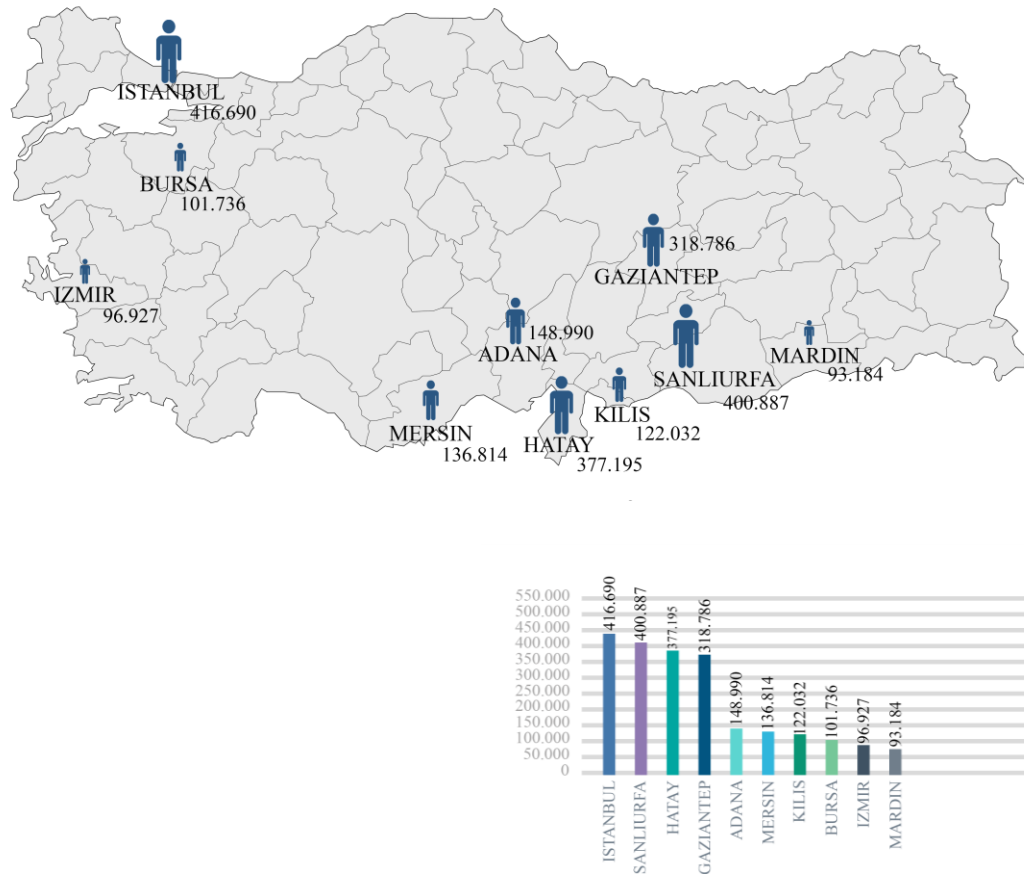 ISTANBUL
416.690
BURSA
101.736
318.786
GAZIANTEP
IZMIR
96.927
148.990
ADANA
MARDIN
93.184
SANLIURFA
400.887
KILIS
122.032
MERSIN
136.814
HATAY
377.195
550.000
500.000
450.000
400.000
350.000
300.000
250.000
200.000
150.000
100.000
50.000
0
416.690
400.887
377.195
318.786
148.990
136.814
122.032
101.736
96.927
93.184
ISTANBUL
SANLIURFA
HATAY
GAZIANTEP
ADANA
MERSIN
KILIS
BURSA
IZMIR
MARDIN